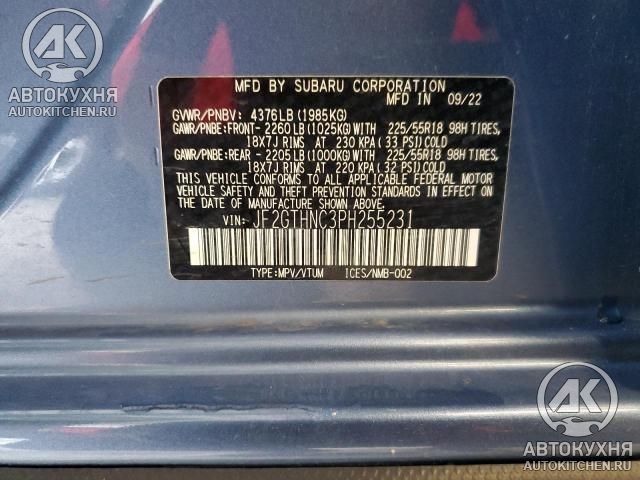 AK
АВТОКУХНЯ
AVTOKUXNYA.RU
MFD BY SUBARU CORPORATION
MFD IN 09/22
GVWR/PNBV: 4376LB(1985KG)
GAWR/PNBE:FRONT- 2260LB(1025KG)WITH 225/55R18 98H TIRES,
18X7J RIMS AT 230 KPA (33 PSI)COLD
GAWR/PNBE:REAR - 2205LB(1000KG)WITH 225/55R18 98H TIRES,
18X7J RIMS AT 220 KPA (32 PSI)COLD
THIS VEHICLE CONFORMS TO ALL APPLICABLE FEDERAL MOTOR
VEHICLE SAFETY AND THEFT PREVENTION STANDARDS IN EFFECT ON
THE DATE OF MANUFACTURE SHOWN ABOVE.
VIN: JF2GTHNC3PH255231
TYPE:MPV/VTUM ICES/NMB-002
AK
АВТОКУХНЯ
AVTOKUXNYA.RU